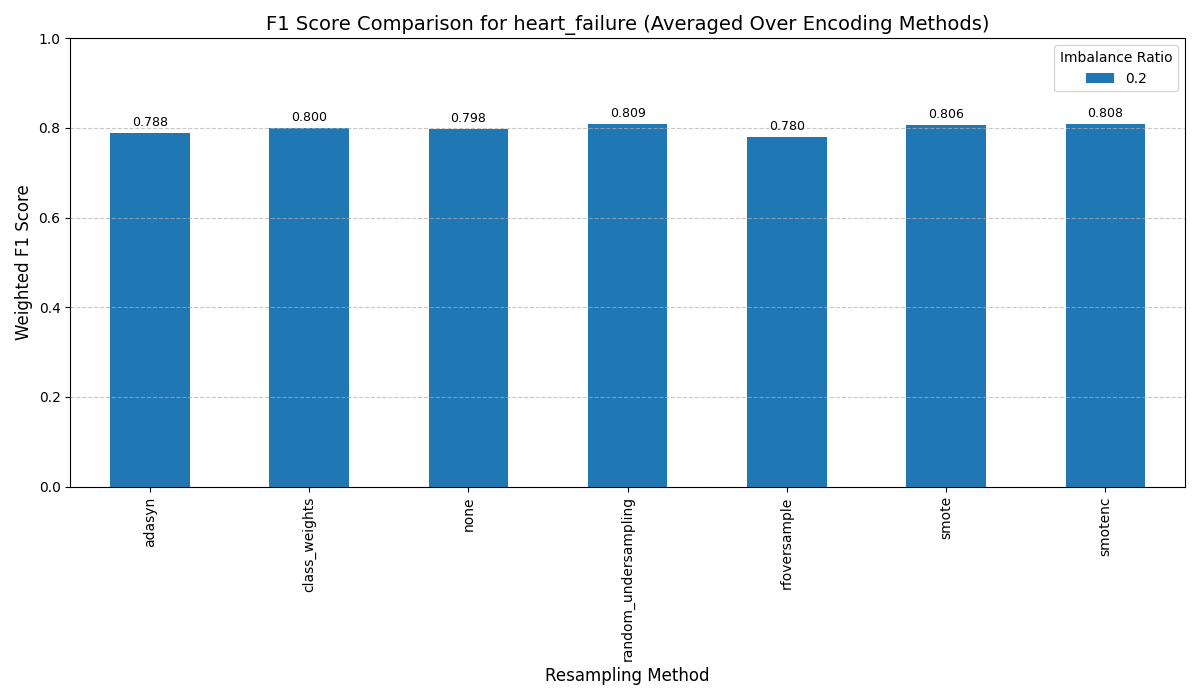 F1 Score Comparison for heart_failure (Averaged Over Encoding Methods)
Weighted F1 Score
1.0
0.8
0.6
0.4
0.2
0.0
Imbalance Ratio
0.2
0.788
0.800
0.798
0.809
0.780
0.806
0.808
adasyn
class_weights
none
random_undersampling
rfoversample
smote
smotenc
Resampling Method